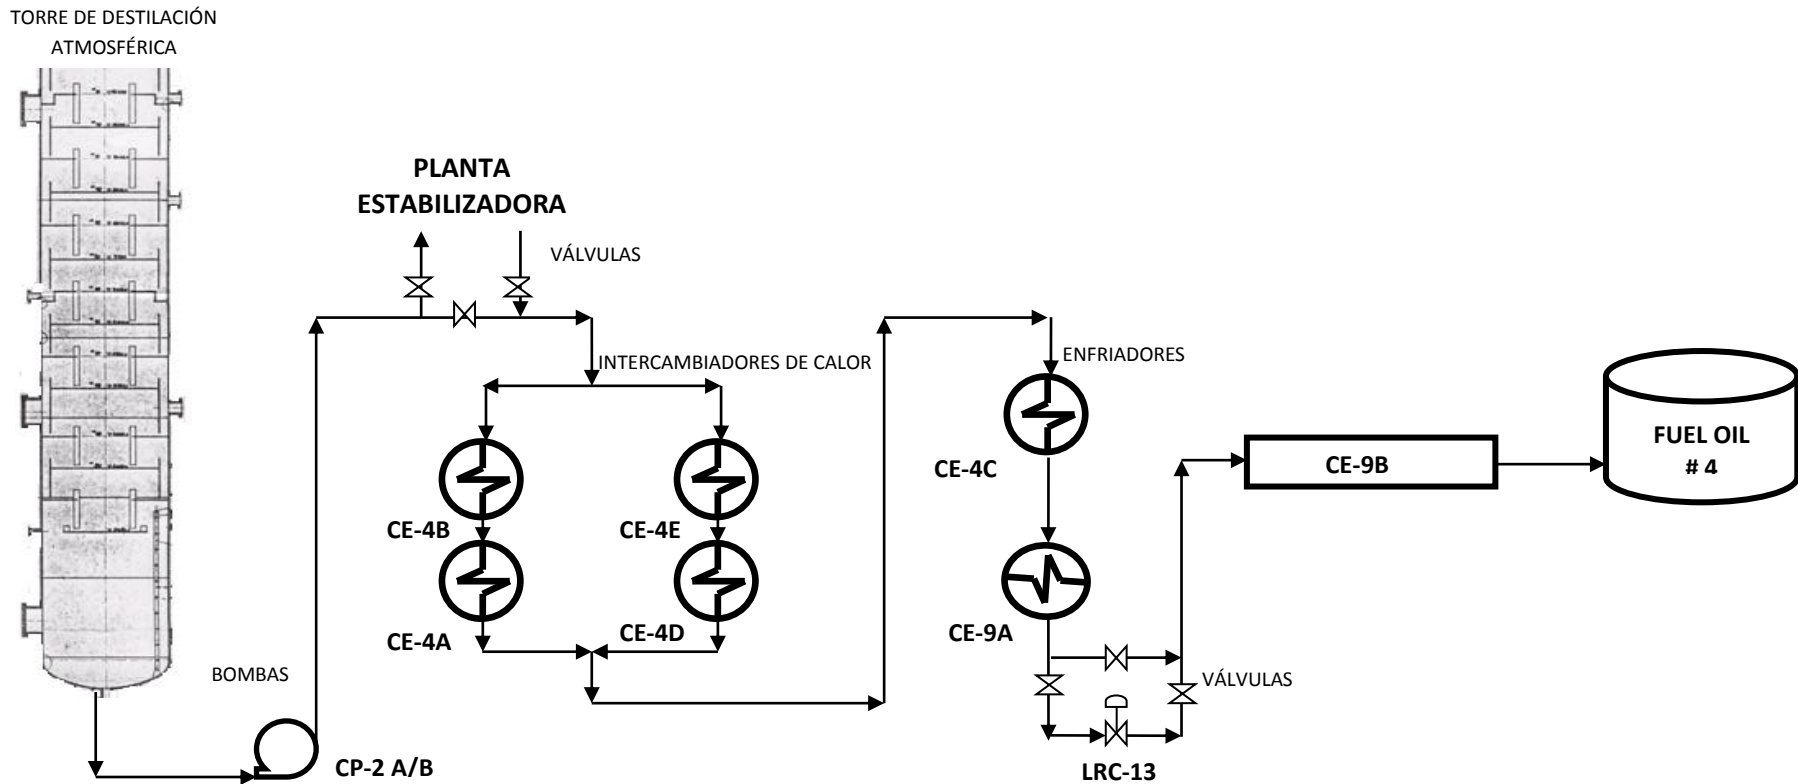 TORRE DE DESTILACIÓN
ATMOSFÉRICA
PLANTA
ESTABILIZADORA
VÁLVULAS
INTERCAMBIADORES DE CALOR
ENFRIADORES
CE-4B
CE-4E
CE-4A
CE-4D
CE-4C
CE-9A
CE-9B
FUEL OIL
# 4
BOMBAS
CP-2 A/B
VÁLVULAS
LRC-13